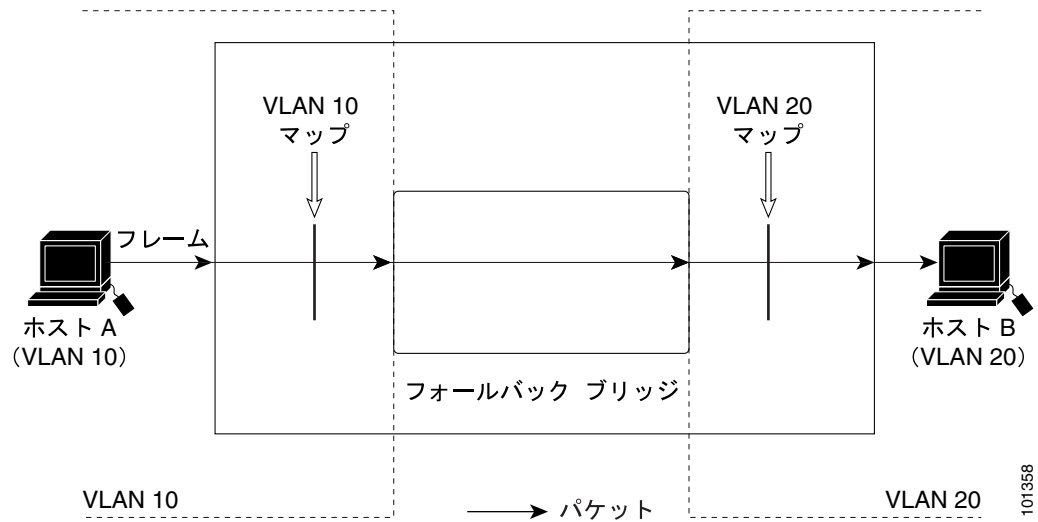 VLAN 10
マップ
VLAN 20
マップ
フレーム
ホスト A
（VLAN 10）
ホスト B
（VLAN 20）
フォールバック ブリッジ
VLAN 10
パケット
VLAN 20
101358